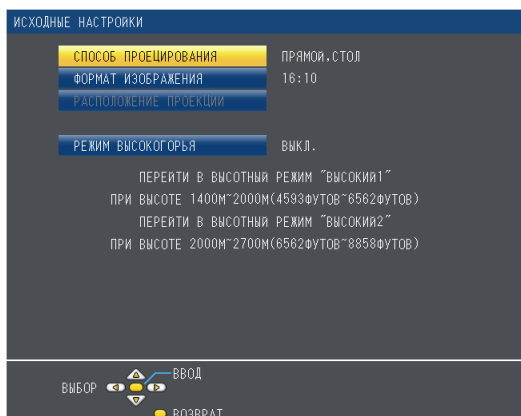 ИСХОДНЫЕ НАСТРОЙКИ
СПОСОБ ПРОЕЦИРОВАНИЯ ПРЯМОЙ.СТОЛ
ФОРМАТ ИЗОБРАЖЕНИЯ 16:10
РАСПОЛОЖЕНИЕ ПРОЕКЦИИ
РЕЖИМ ВЫСОКОГОРЬЯ ВЫКЛ.
ПЕРЕЙТИ В ВЫСОТНЫЙ РЕЖИМ "ВЫСОКИЙ1"
ПРИ ВЫСОТЕ 1400М~2000М(4593ФУТОВ~6562ФУТОВ)
ПЕРЕЙТИ В ВЫСОТНЫЙ РЕЖИМ "ВЫСОКИЙ2"
ПРИ ВЫСОТЕ 2000М~2700М(6562ФУТОВ~8858ФУТОВ)
ВВОД
ВЫБОР
ВОЗВРАТ